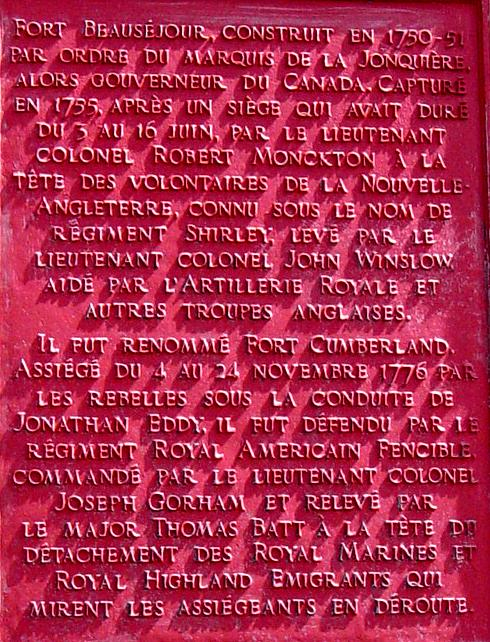 FORT BEAUSÉJOUR, CONSTRUIT EN 1750-51
PAR ORDRE DU MARQUIS DE LA JONQUIÈRE,
ALORS GOUVERNEUR DU CANADA. CAPTURÉ
EN 1755, APRÈS UN SIÈGE QUI AVAIT DURÉ
DU 3 AU 16 JUIN, PAR LE LIEUTENANT
COLONEL ROBERT MONCKTON À LA
TÊTE DES VOLONTAIRES DE LA NOUVELLE-
ANGLETERRE, CONNU SOUS LE NOM DE
RÉGIMENT SHIRLEY, LEVÉ PAR LE
LIEUTENANT COLONEL JOHN WINSLOW,
AIDÉ PAR L'ARTILLERIE ROYALE ET
AUTRES TROUPES ANGLAISES.
IL FUT RENOMMÉ FORT CUMBERLAND.
ASSIÉGÉ DU 4 AU 24 NOVEMBRE 1776 PAR
LES REBELLES SOUS LA CONDUITE DE
JONATHAN EDDY, IL FUT DÉFENDU PAR LE
RÉGIMENT ROYAL AMERICAIN FENCIBLE,
COMMANDÉ PAR LE LIEUTENANT COLONEL
JOSEPH GORHAM ET RELEVÉ PAR
LE MAJOR THOMAS BATT À LA TÊTE DU
DÉTACHEMENT DES ROYAL MARINES ET
ROYAL HIGHLAND EMIGRANTS QUI
MIRENT LES ASSIÉGEANTS EN DÉROUTE.